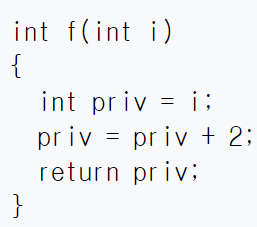 int f(int i)
{
  int priv = i;
  priv = priv + 2;
  return priv;
}